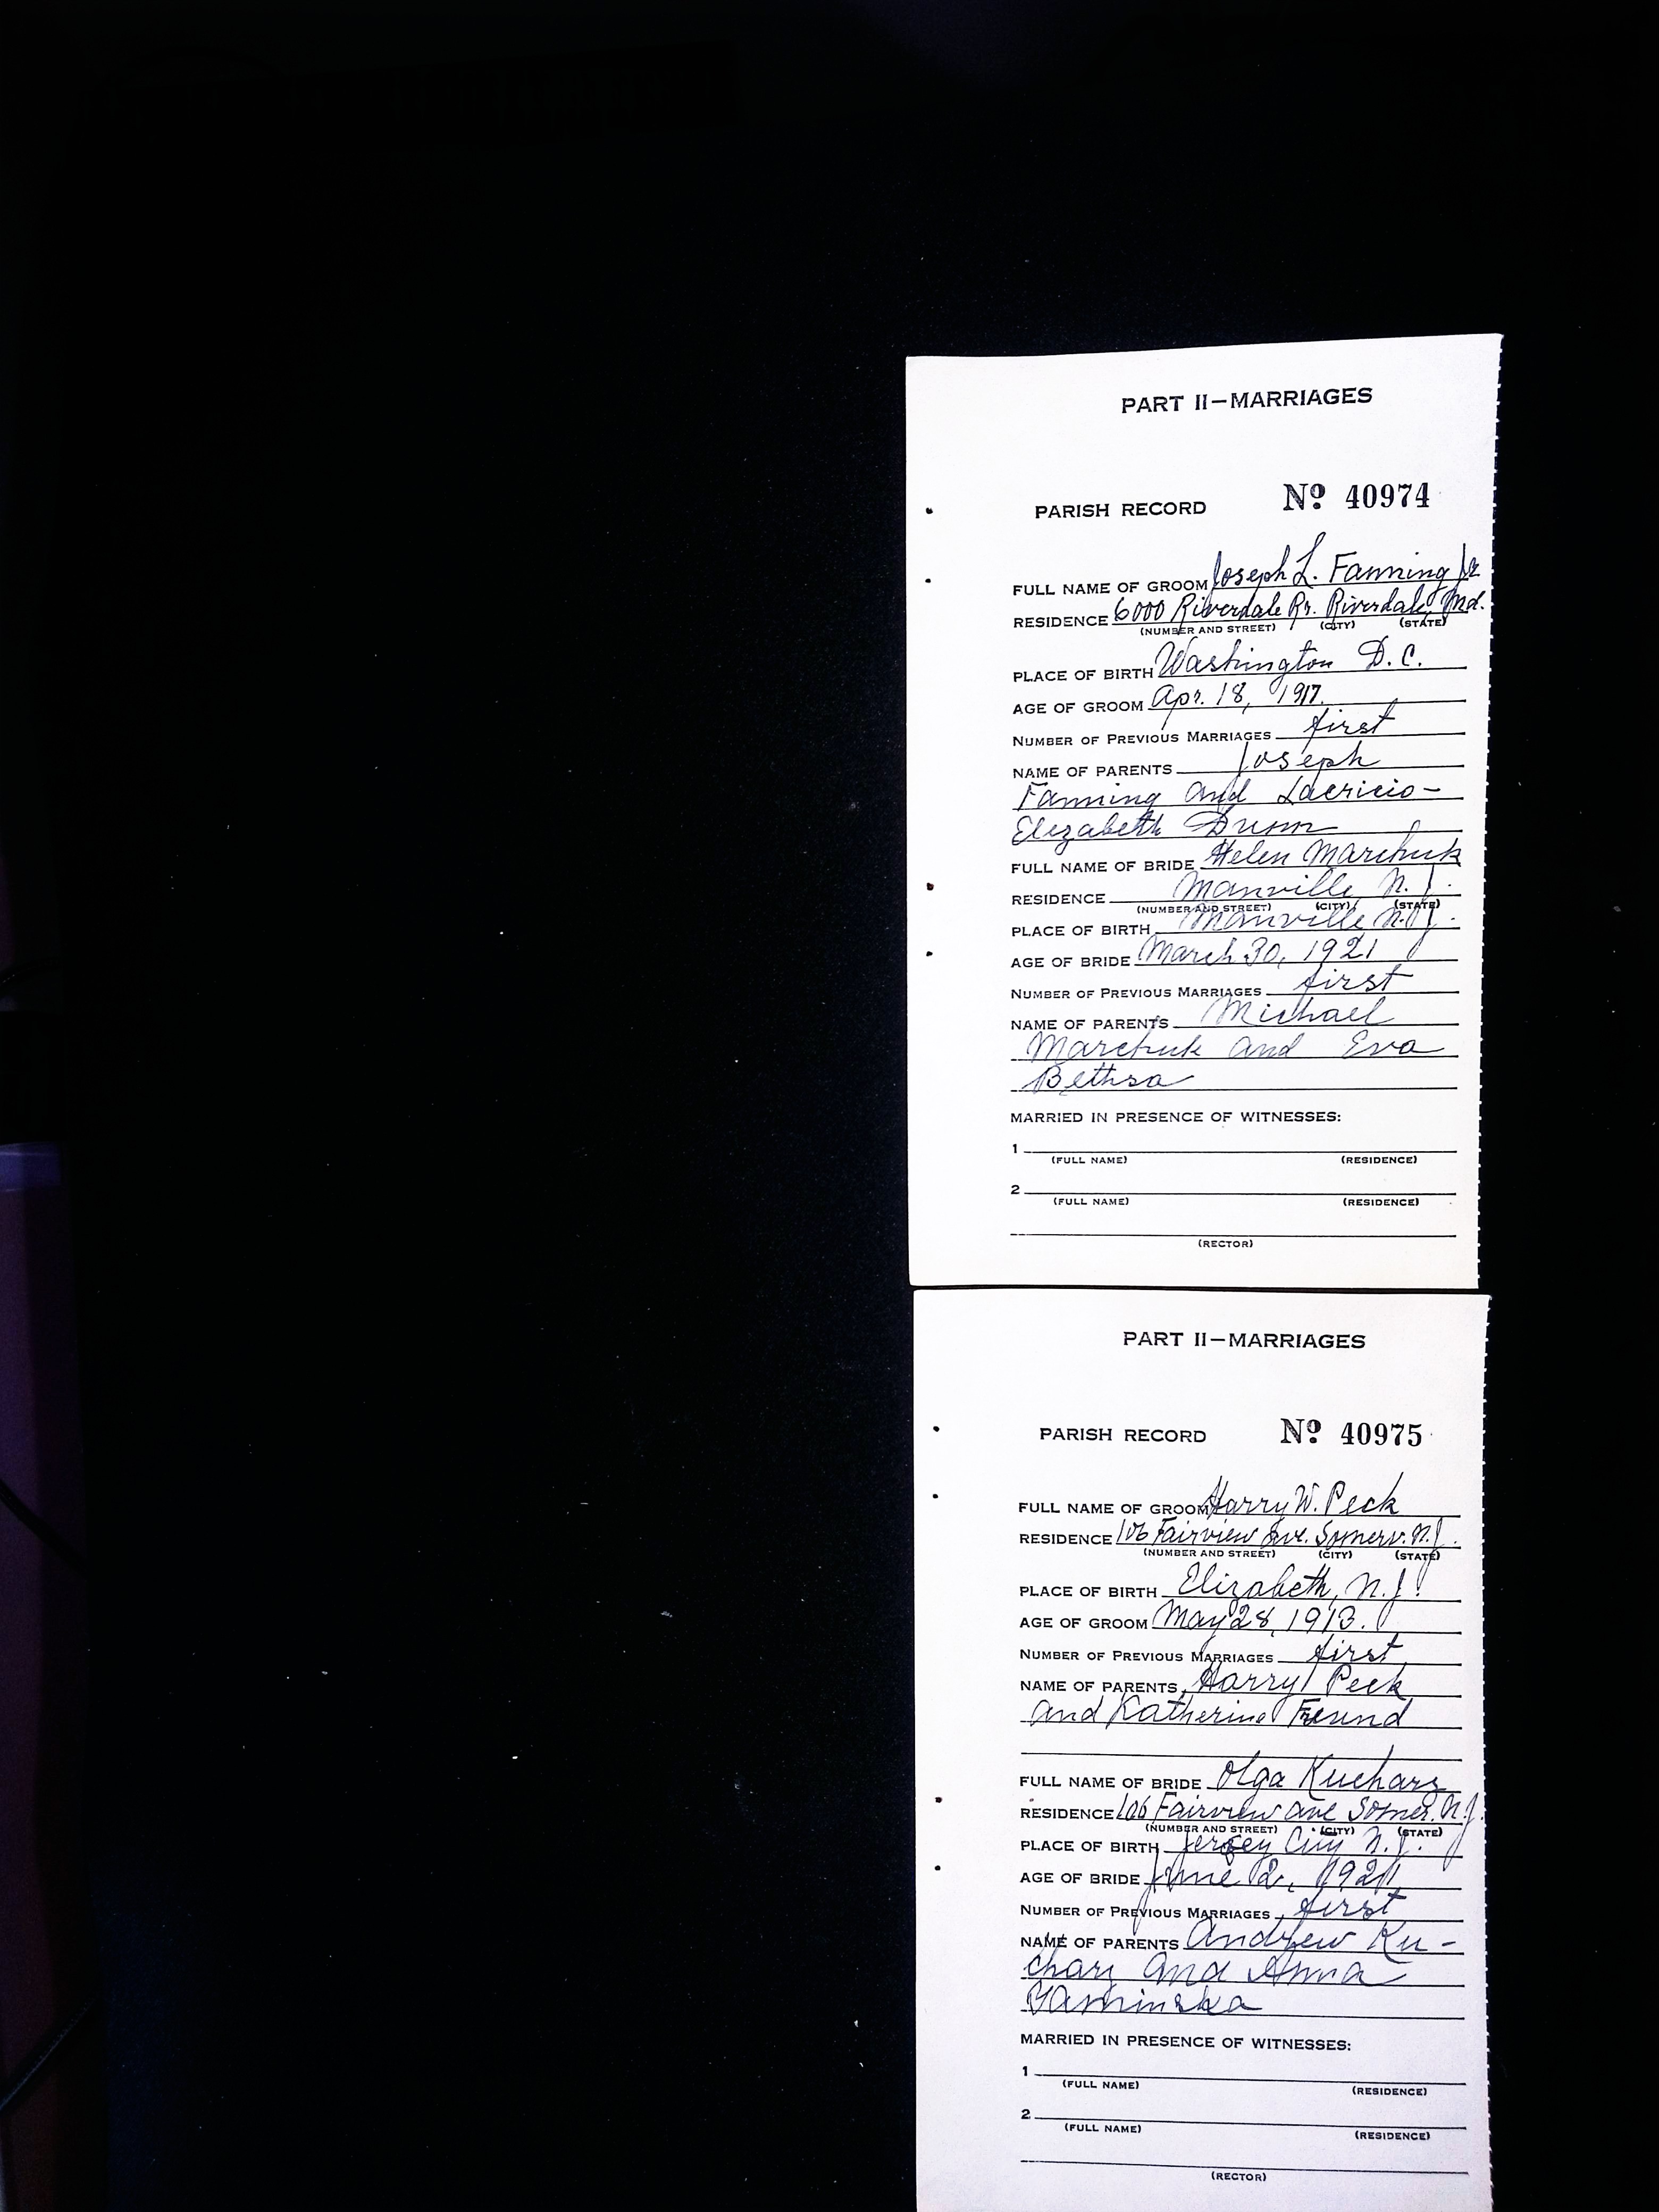 PART II—MARRIAGES
PARISH RECORD Nº 40974
FULL NAME OF GROOM Joseph L. Fanning Jr
RESIDENCE 6000 Riverdale Rr. Riverdale, Md.
(NUMBER AND STREET) (CITY) (STATE)
PLACE OF BIRTH Washington D.C.
AGE OF GROOM Apr. 18, 1917.
NUMBER OF PREVIOUS MARRIAGES first
NAME OF PARENTS Joseph
Fanning and
Elizabeth Dunn
FULL NAME OF BRIDE Helen Marchuk
RESIDENCE Manville N.J.
(NUMBER AND STREET) (CITY) (STATE)
PLACE OF BIRTH Manville N.J.
AGE OF BRIDE March 30, 1921
NUMBER OF PREVIOUS MARRIAGES first
NAME OF PARENTS Michael
Marchuk and Eva
Bethsa
MARRIED IN PRESENCE OF WITNESSES:
1
(FULL NAME) (RESIDENCE)
2
(FULL NAME) (RESIDENCE)
(RECTOR)
PART II—MARRIAGES
PARISH RECORD Nº 40975
FULL NAME OF GROOM Harry W. Peck
RESIDENCE 106 Fairview Ave. Somerv. N.J.
(NUMBER AND STREET) (CITY) (STATE)
PLACE OF BIRTH Elizabeth, N.J.
AGE OF GROOM May 28, 1913.
NUMBER OF PREVIOUS MARRIAGES first
NAME OF PARENTS Harry Peck
and Katherine Freund
FULL NAME OF BRIDE Olga Kuchary
RESIDENCE 106 Fairview Ave Somer. N.J.
(NUMBER AND STREET) (CITY) (STATE)
PLACE OF BIRTH Jersey City N.J.
AGE OF BRIDE June 2, 1921
NUMBER OF PREVIOUS MARRIAGES first
NAME OF PARENTS Andrew Ku-
chary and Anna
Yaminska
MARRIED IN PRESENCE OF WITNESSES:
1
(FULL NAME) (RESIDENCE)
2
(FULL NAME) (RESIDENCE)
(RECTOR)